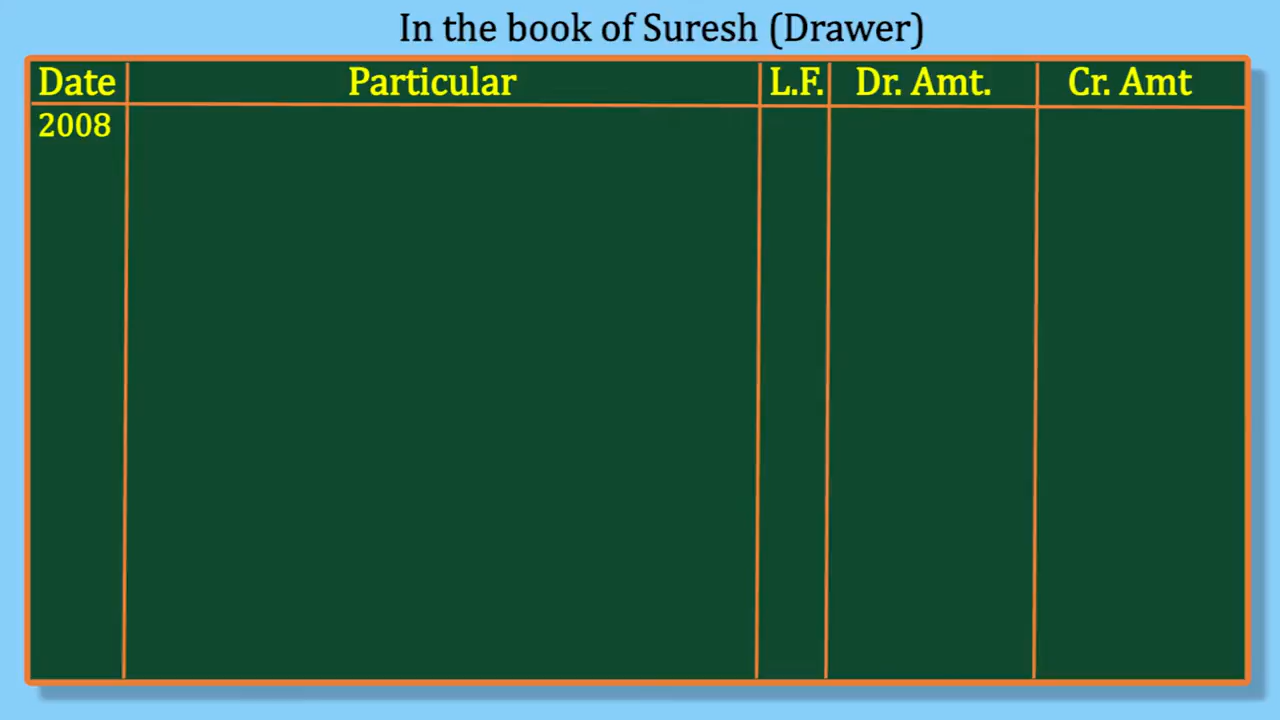 In the book of Suresh (Drawer)
Date Particular L.F. Dr. Amt. Cr. Amt
2008